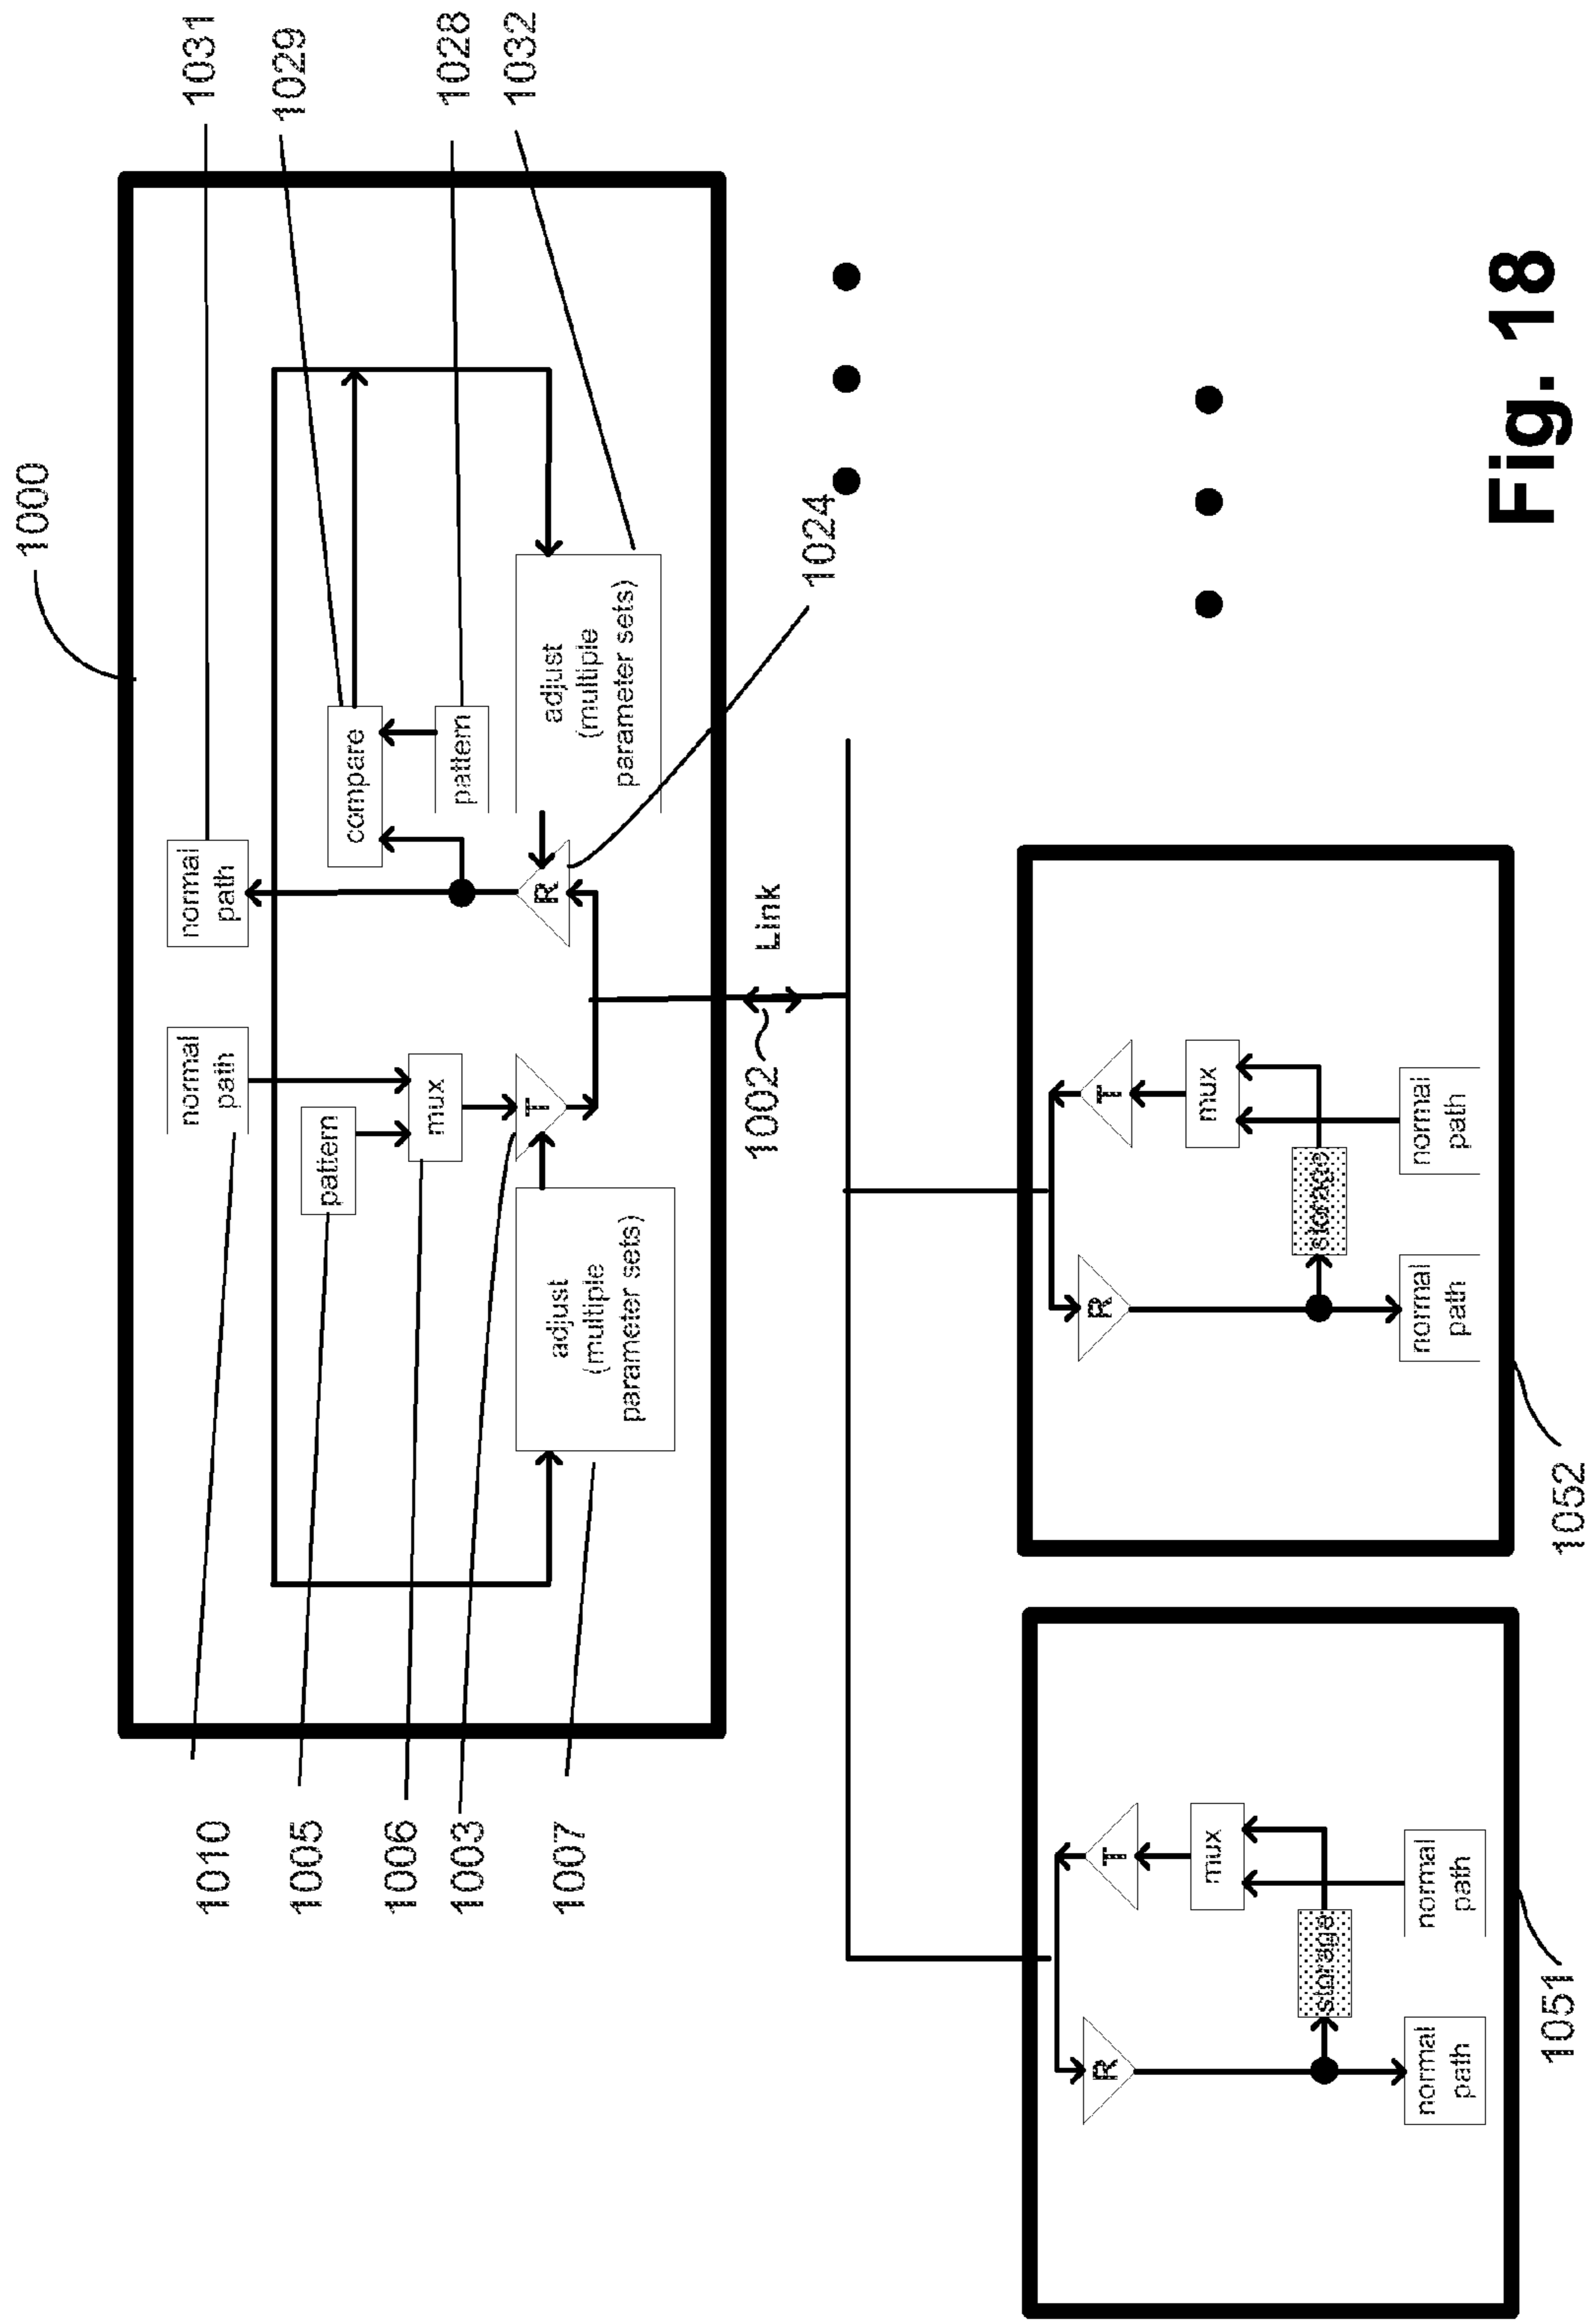 1000
1031
1029
1028
1032
1010
1005
1006
1003
1007
normal
path
normal
path
pattern
mux
T
adjust
(multiple
parameter sets)
compare
pattern
R
adjust
(multiple
parameter sets)
1024
1002
Link
R
T
mux
storage
normal
path
normal
path
1051
R
T
mux
storage
normal
path
normal
path
1052
Fig. 18